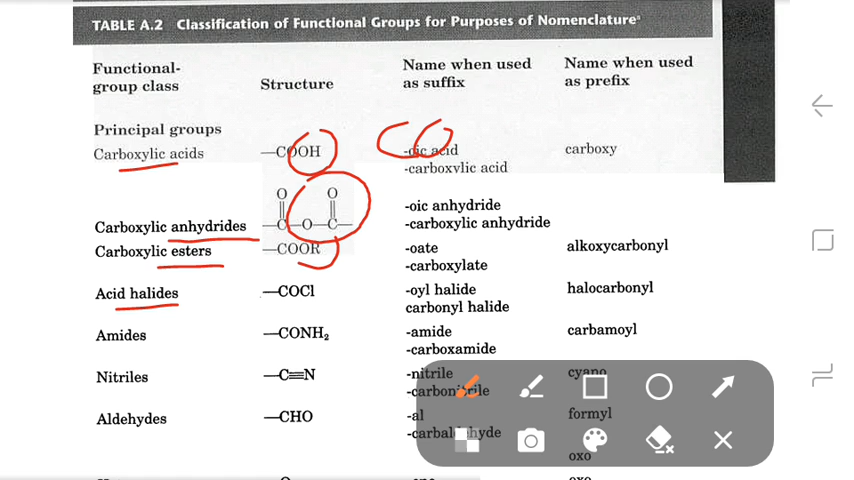 TABLE A.2 Classification of Functional Groups for Purposes of Nomenclatureᵃ
Functional-group class Structure Name when used as suffix Name when used as prefix
Principal groups
Carboxylic acids —COOH -oic acid carboxy
-carboxylic acid
O O
-oic anhydride
Carboxylic anhydrides —C—O—C— -carboxylic anhydride
Carboxylic esters —COOR -oate alkoxycarbonyl
-carboxylate
Acid halides —COCl -oyl halide halocarbonyl
carbonyl halide
Amides —CONH₂ -amide carbamoyl
-carboxamide
Nitriles —C≡N -nitrile cyano
-carbonitrile
Aldehydes —CHO -al formyl
-carbaldehyde
oxo